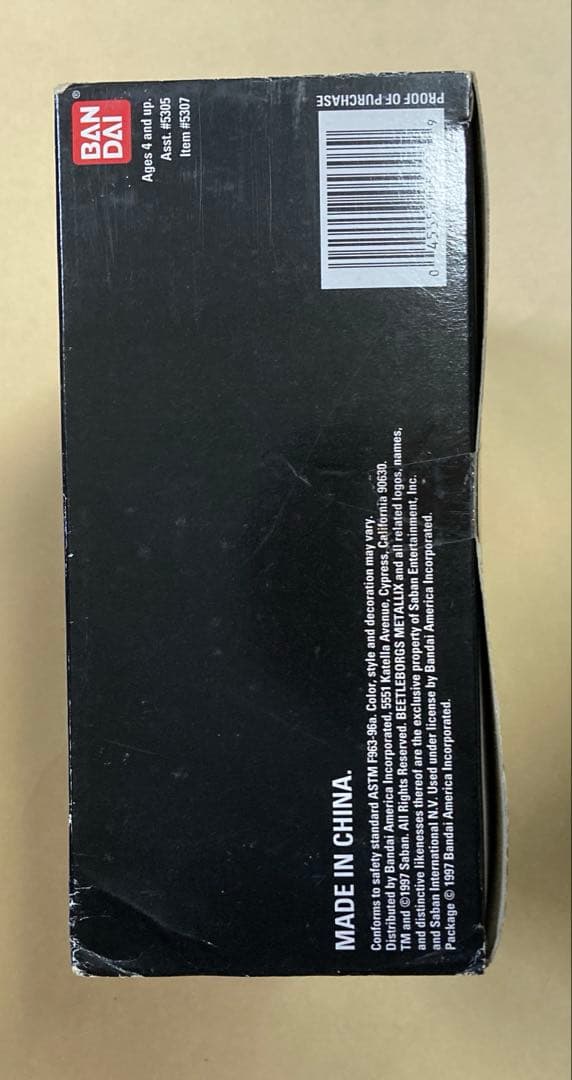 BAN
DAI
®
Ages 4 and up.
Asst. #5305
Item #5307
PROOF OF PURCHASE
MADE IN CHINA.
Conforms to safety standard ASTM F963-96a. Color, style and decoration may vary.
Distributed by Bandai America Incorporated, 5551 Katella Avenue, Cypress, California 90630.
TM and ©1997 Saban. All Rights Reserved. BEETLEBORGS METALLIX and all related logos, names,
and distinctive likenesses thereof are the exclusive property of Saban Entertainment, Inc.
and Saban International N.V. Used under license by Bandai America Incorporated.
Package © 1997 Bandai America Incorporated.